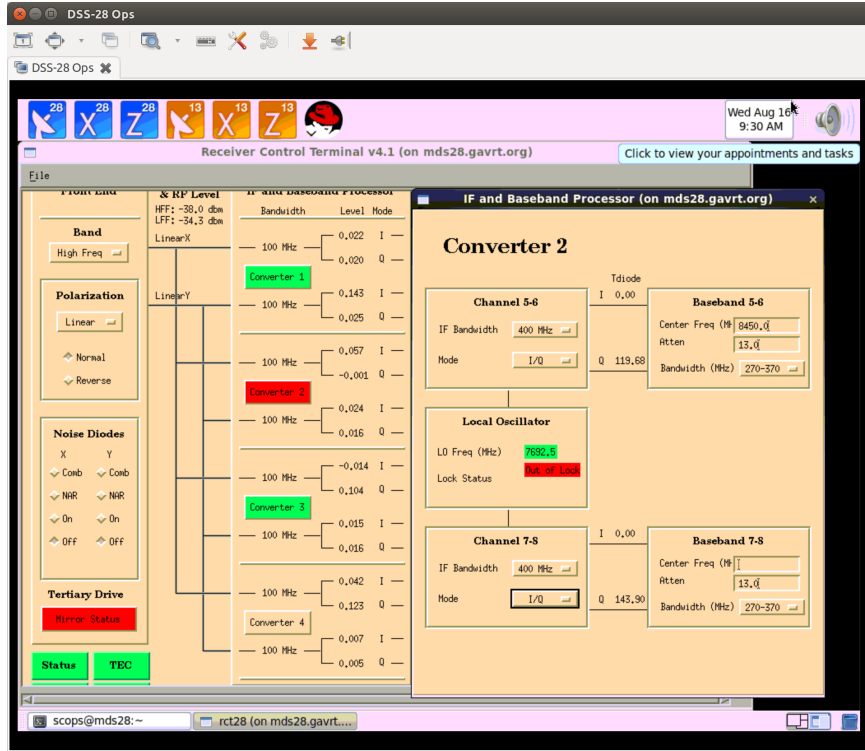 DSS-28 Ops
DSS-28 Ops
28 X 28 Z 28 13 X 13 Z 13
Wed Aug 16
9:30 AM
Receiver Control Terminal v4.1 (on mds28.gavrt.org)
Click to view your appointments and tasks
File
Front End
& RF Level
IF and Baseband Processor
HFF: -38.0 dbm
LFF: -34.3 dbm
Bandwidth Level Mode
Band
High Freq
LinearX
100 MHz
0.022 I
0.020 Q
Converter 1
Polarization
Linear
Normal
Reverse
LinearY
100 MHz
0.143 I
0.025 Q
100 MHz
0.057 I
-0.001 Q
Converter 2
100 MHz
0.024 I
0.016 Q
Noise Diodes
X Y
Comb Comb
NAR NAR
On On
Off Off
100 MHz
-0.014 I
0.104 Q
Converter 3
100 MHz
0.015 I
0.016 Q
Tertiary Drive
Mirror Status
100 MHz
0.042 I
0.123 Q
Converter 4
100 MHz
0.007 I
0.005 Q
Status TEC
IF and Baseband Processor (on mds28.gavrt.org)
Converter 2
Tdiode
Channel 5-6
IF Bandwidth 400 MHz
Mode I/Q
I 0.00
Q 119.68
Baseband 5-6
Center Freq (MH 8450.0
Atten 13.0
Bandwidth (MHz) 270-370
Local Oscillator
LO Freq (MHz) 7692.5
Lock Status Out of Lock
Channel 7-8
IF Bandwidth 400 MHz
Mode I/Q
I 0.00
Q 143.90
Baseband 7-8
Center Freq (MH
Atten 13.0
Bandwidth (MHz) 270-370
scops@mds28:~
rct28 (on mds28.gavrt....